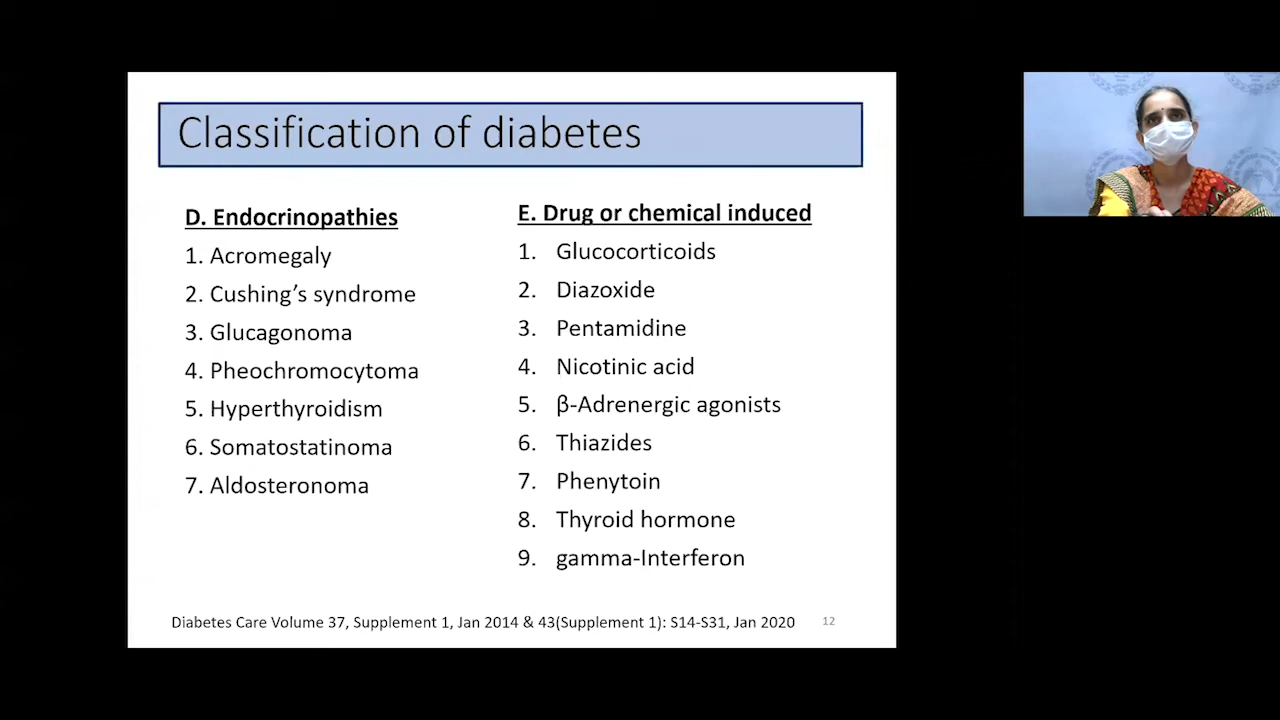 Classification of diabetes
D. Endocrinopathies
1. Acromegaly
2. Cushing’s syndrome
3. Glucagonoma
4. Pheochromocytoma
5. Hyperthyroidism
6. Somatostatinoma
7. Aldosteronoma
E. Drug or chemical induced
1. Glucocorticoids
2. Diazoxide
3. Pentamidine
4. Nicotinic acid
5. β-Adrenergic agonists
6. Thiazides
7. Phenytoin
8. Thyroid hormone
9. gamma-Interferon
Diabetes Care Volume 37, Supplement 1, Jan 2014 & 43(Supplement 1): S14-S31, Jan 2020
12